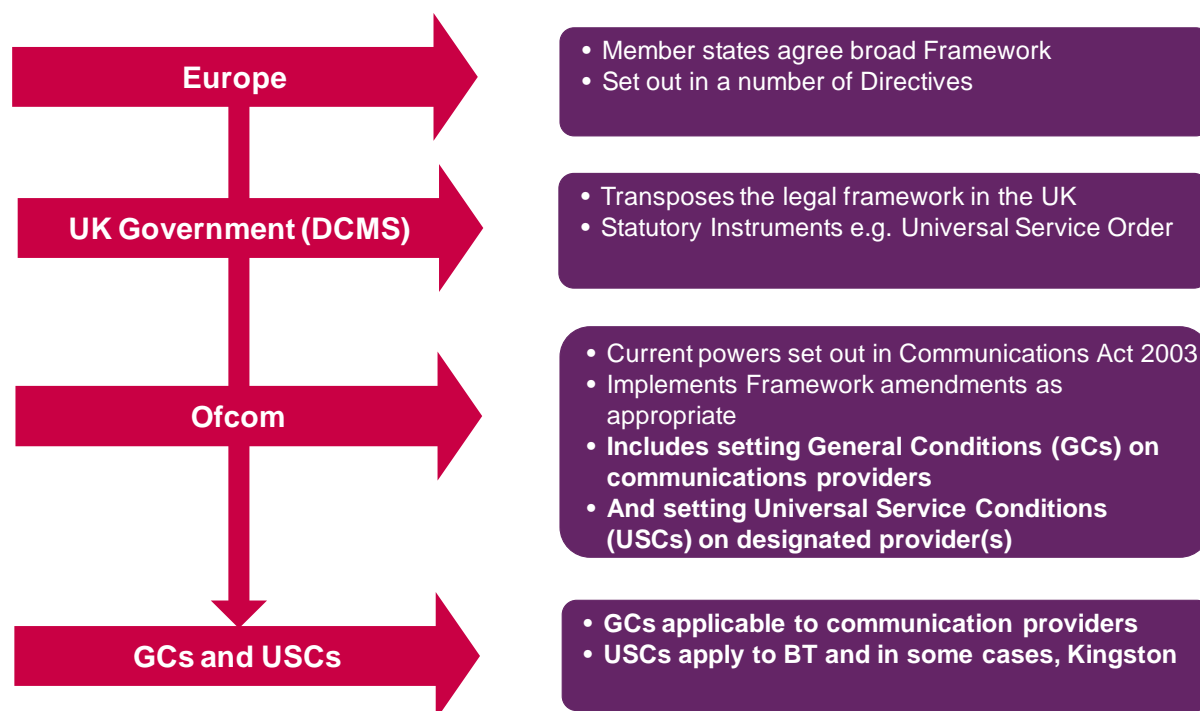 Europe
• Member states agree broad Framework
• Set out in a number of Directives
UK Government (DCMS)
• Transposes the legal framework in the UK
• Statutory Instruments e.g. Universal Service Order
Ofcom
• Current powers set out in Communications Act 2003
• Implements Framework amendments as
appropriate
• Includes setting General Conditions (GCs) on
communications providers
• And setting Universal Service Conditions
(USCs) on designated provider(s)
GCs and USCs
• GCs applicable to communication providers
• USCs apply to BT and in some cases, Kingston